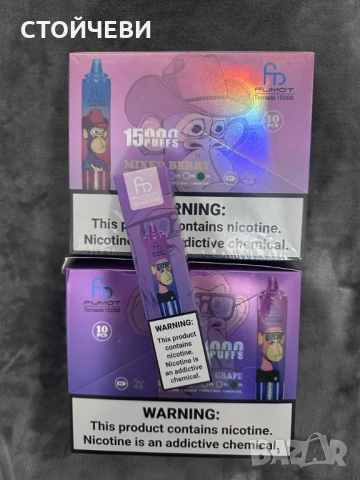 СТОЙЧЕВИ
FUMOT
Tornado 15000
10
PCS
15000PUFFS
MIXED BERRY
WARNING:
This product contains nicotine.
Nicotine is an addictive chemical.
FUMOT
Tornado 15000
10
PCS
PUFFS
GRAPE
WARNING:
This product
contains nicotine.
Nicotine is an
addictive chemical.
WARNING:
This product contains nicotine.
Nicotine is an addictive chemical.
BAZAR